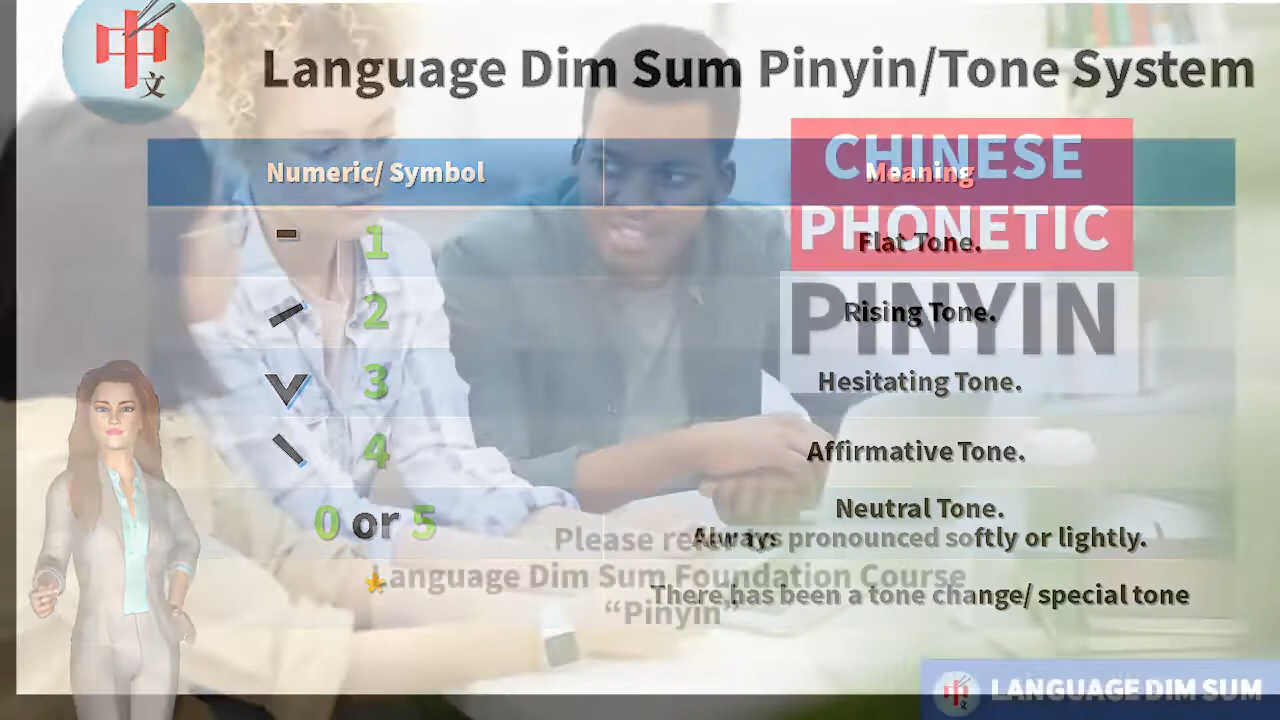 中
文
Language Dim Sum Pinyin/Tone System
Numeric/ Symbol
Meaning
CHINESE
PHONETIC
PINYIN
1
Flat Tone.
2
Rising Tone.
3
Hesitating Tone.
4
Affirmative Tone.
0 or 5
Neutral Tone.
Always pronounced softly or lightly.
* There has been a tone change/ special tone
Please refer to
Language Dim Sum Foundation Course
“Pinyin”
中
文
LANGUAGE DIM SUM